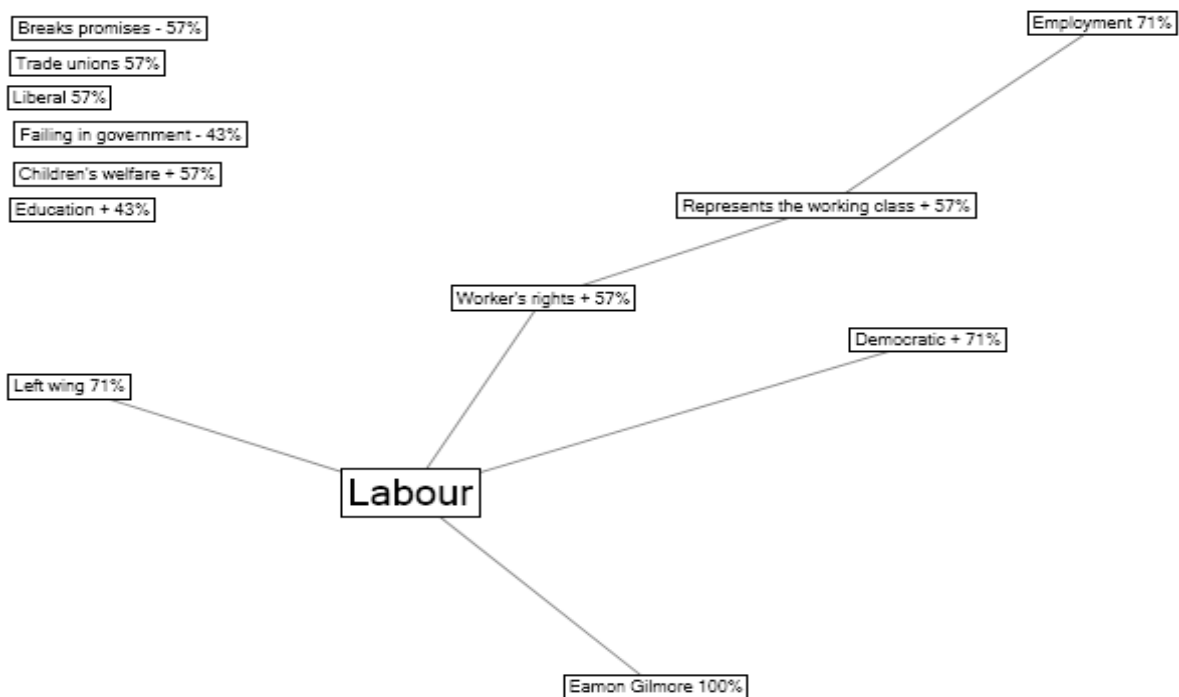 Breaks promises - 57%
Trade unions 57%
Liberal 57%
Failing in government - 43%
Children's welfare + 57%
Education + 43%
Employment 71%
Represents the working class + 57%
Worker's rights + 57%
Democratic + 71%
Left wing 71%
Labour
Eamon Gilmore 100%